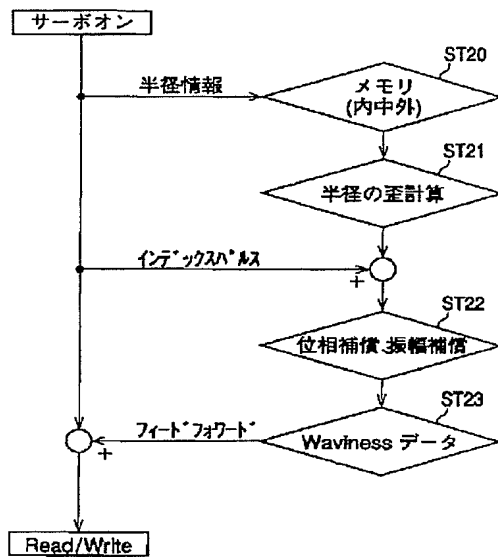 サーボオン
ST20
半径情報
メモリ
(内中外)
ST21
半径の歪計算
インデックスパルス
+
ST22
位相補償、振幅補償
ST23
フィードフォワード
Waviness データ
+
Read/Write